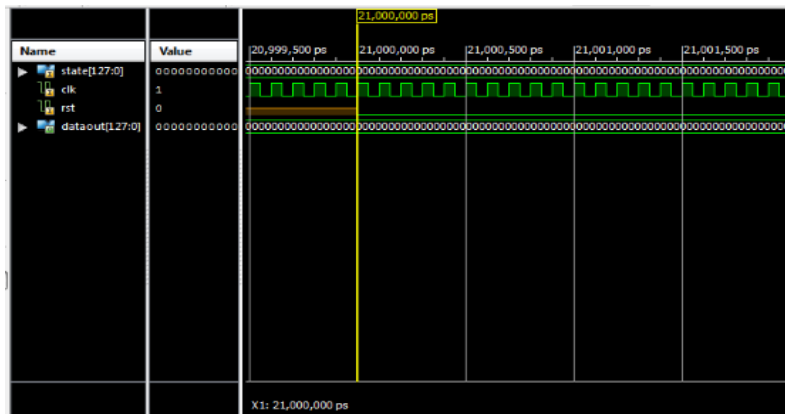 21,000,000 ps
Name Value 20,999,500 ps 21,000,000 ps 21,000,500 ps 21,001,000 ps 21,001,500 ps
state[127:0] 00000000000
clk 1
rst 0
dataout[127:0] 00000000000
X1: 21,000,000 ps